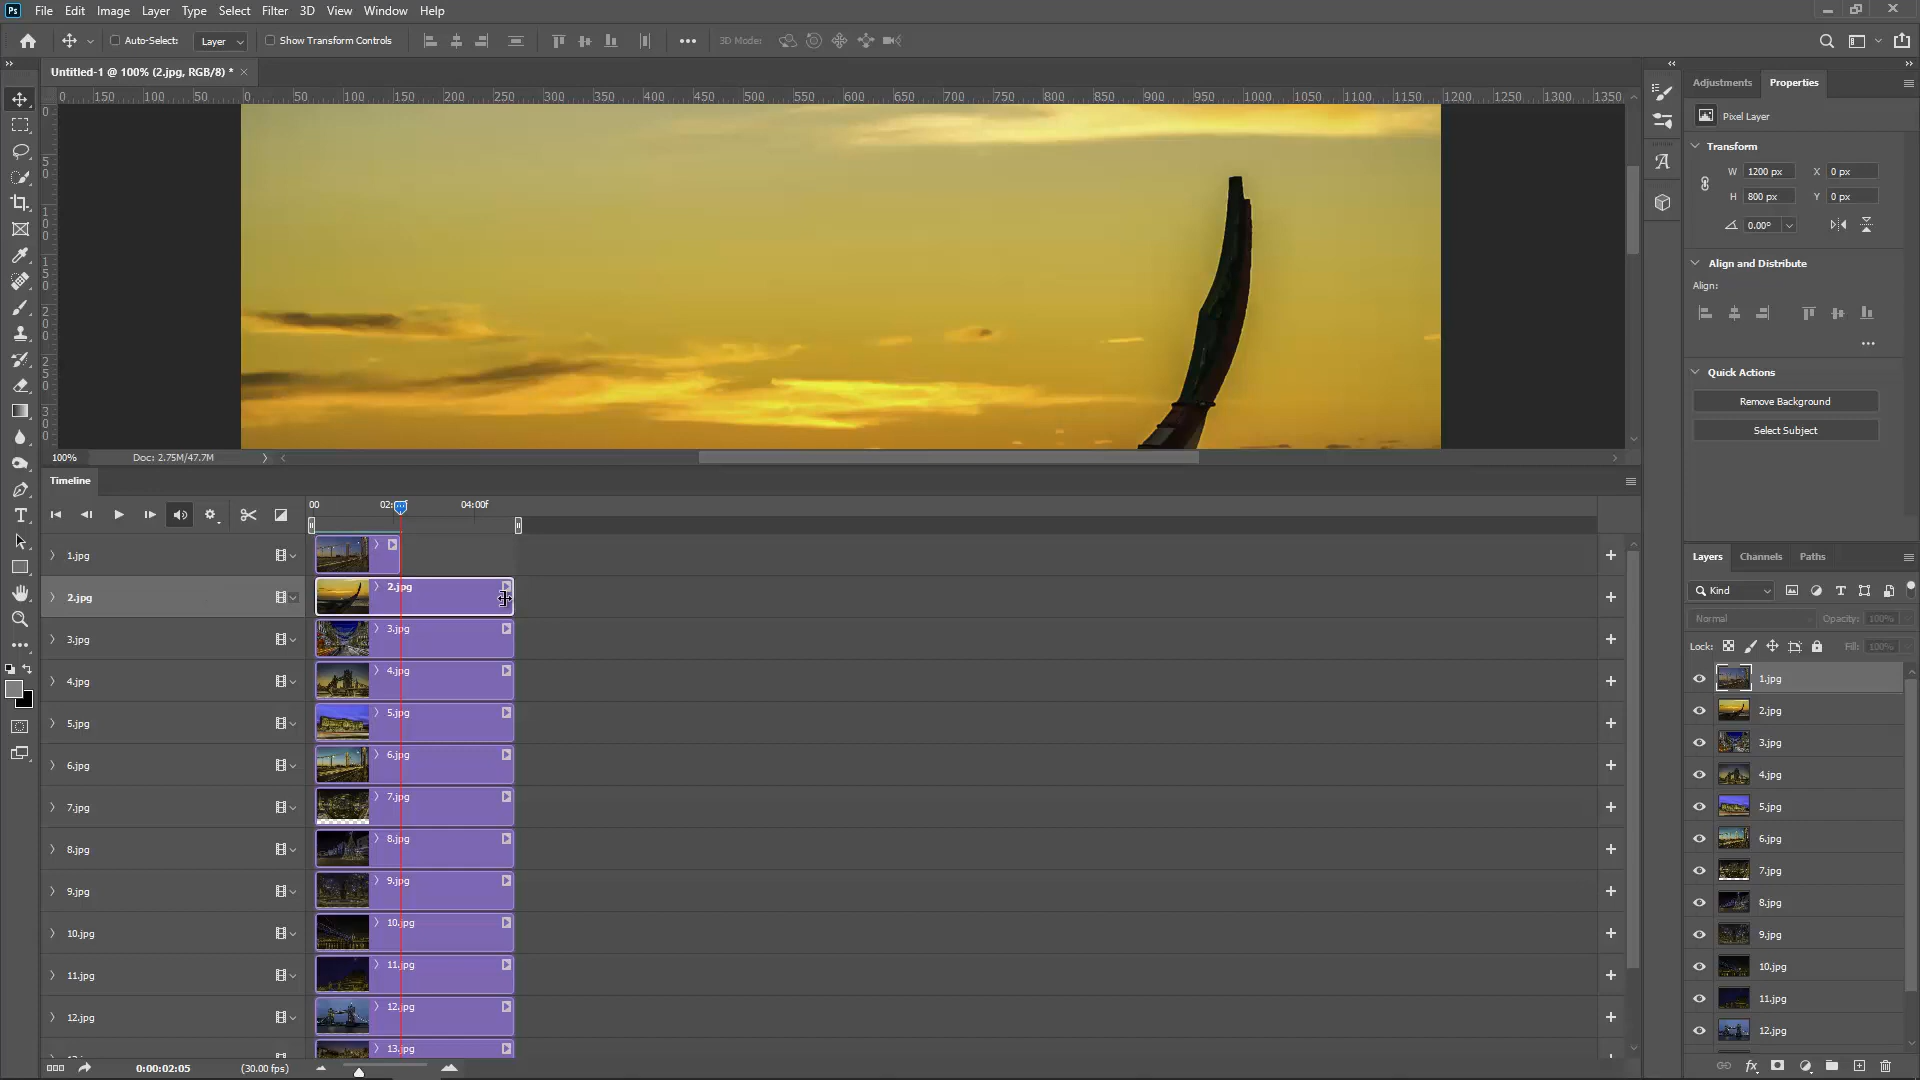 Ps File Edit Image Layer Type Select Filter 3D View Window Help
Auto-Select: Layer Show Transform Controls 3D Mode:
Untitled-1 @ 100% (2.jpg, RGB/8) *
0 150 100 50 0 50 100 150 200 250 300 350 400 450 500 550 600 650 700 750 800 850 900 950 1000 1050 1100 1150 1200 1250 1300 1350
0
50
100
150
200
250
300
100% Doc: 2.75M/47.7M
Timeline
00 04:00f
1.jpg
2.jpg 2.jpg
3.jpg 3.jpg
4.jpg 4.jpg
5.jpg 5.jpg
6.jpg 6.jpg
7.jpg 7.jpg
8.jpg 8.jpg
9.jpg 9.jpg
10.jpg 10.jpg
11.jpg 11.jpg
12.jpg 12.jpg
13.jpg
0:00:02:05 (30.00 fps)
Adjustments Properties
Pixel Layer
Transform
W 1200 px X 0 px
H 800 px Y 0 px
0.00°
Align and Distribute
Align:
Quick Actions
Remove Background
Select Subject
Layers Channels Paths
Kind
Normal Opacity: 100%
Lock: Fill: 100%
1.jpg
2.jpg
3.jpg
4.jpg
5.jpg
6.jpg
7.jpg
8.jpg
9.jpg
10.jpg
11.jpg
12.jpg